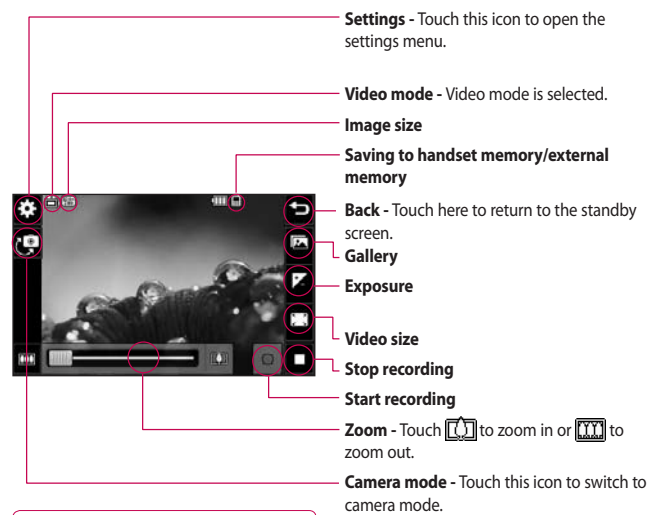 Settings - Touch this icon to open the
settings menu.
Video mode - Video mode is selected.
Image size
Saving to handset memory/external
memory
Back - Touch here to return to the standby
screen.
Gallery
Exposure
Video size
Stop recording
Start recording
Zoom - Touch to zoom in or to
zoom out.
Camera mode - Touch this icon to switch to
camera mode.